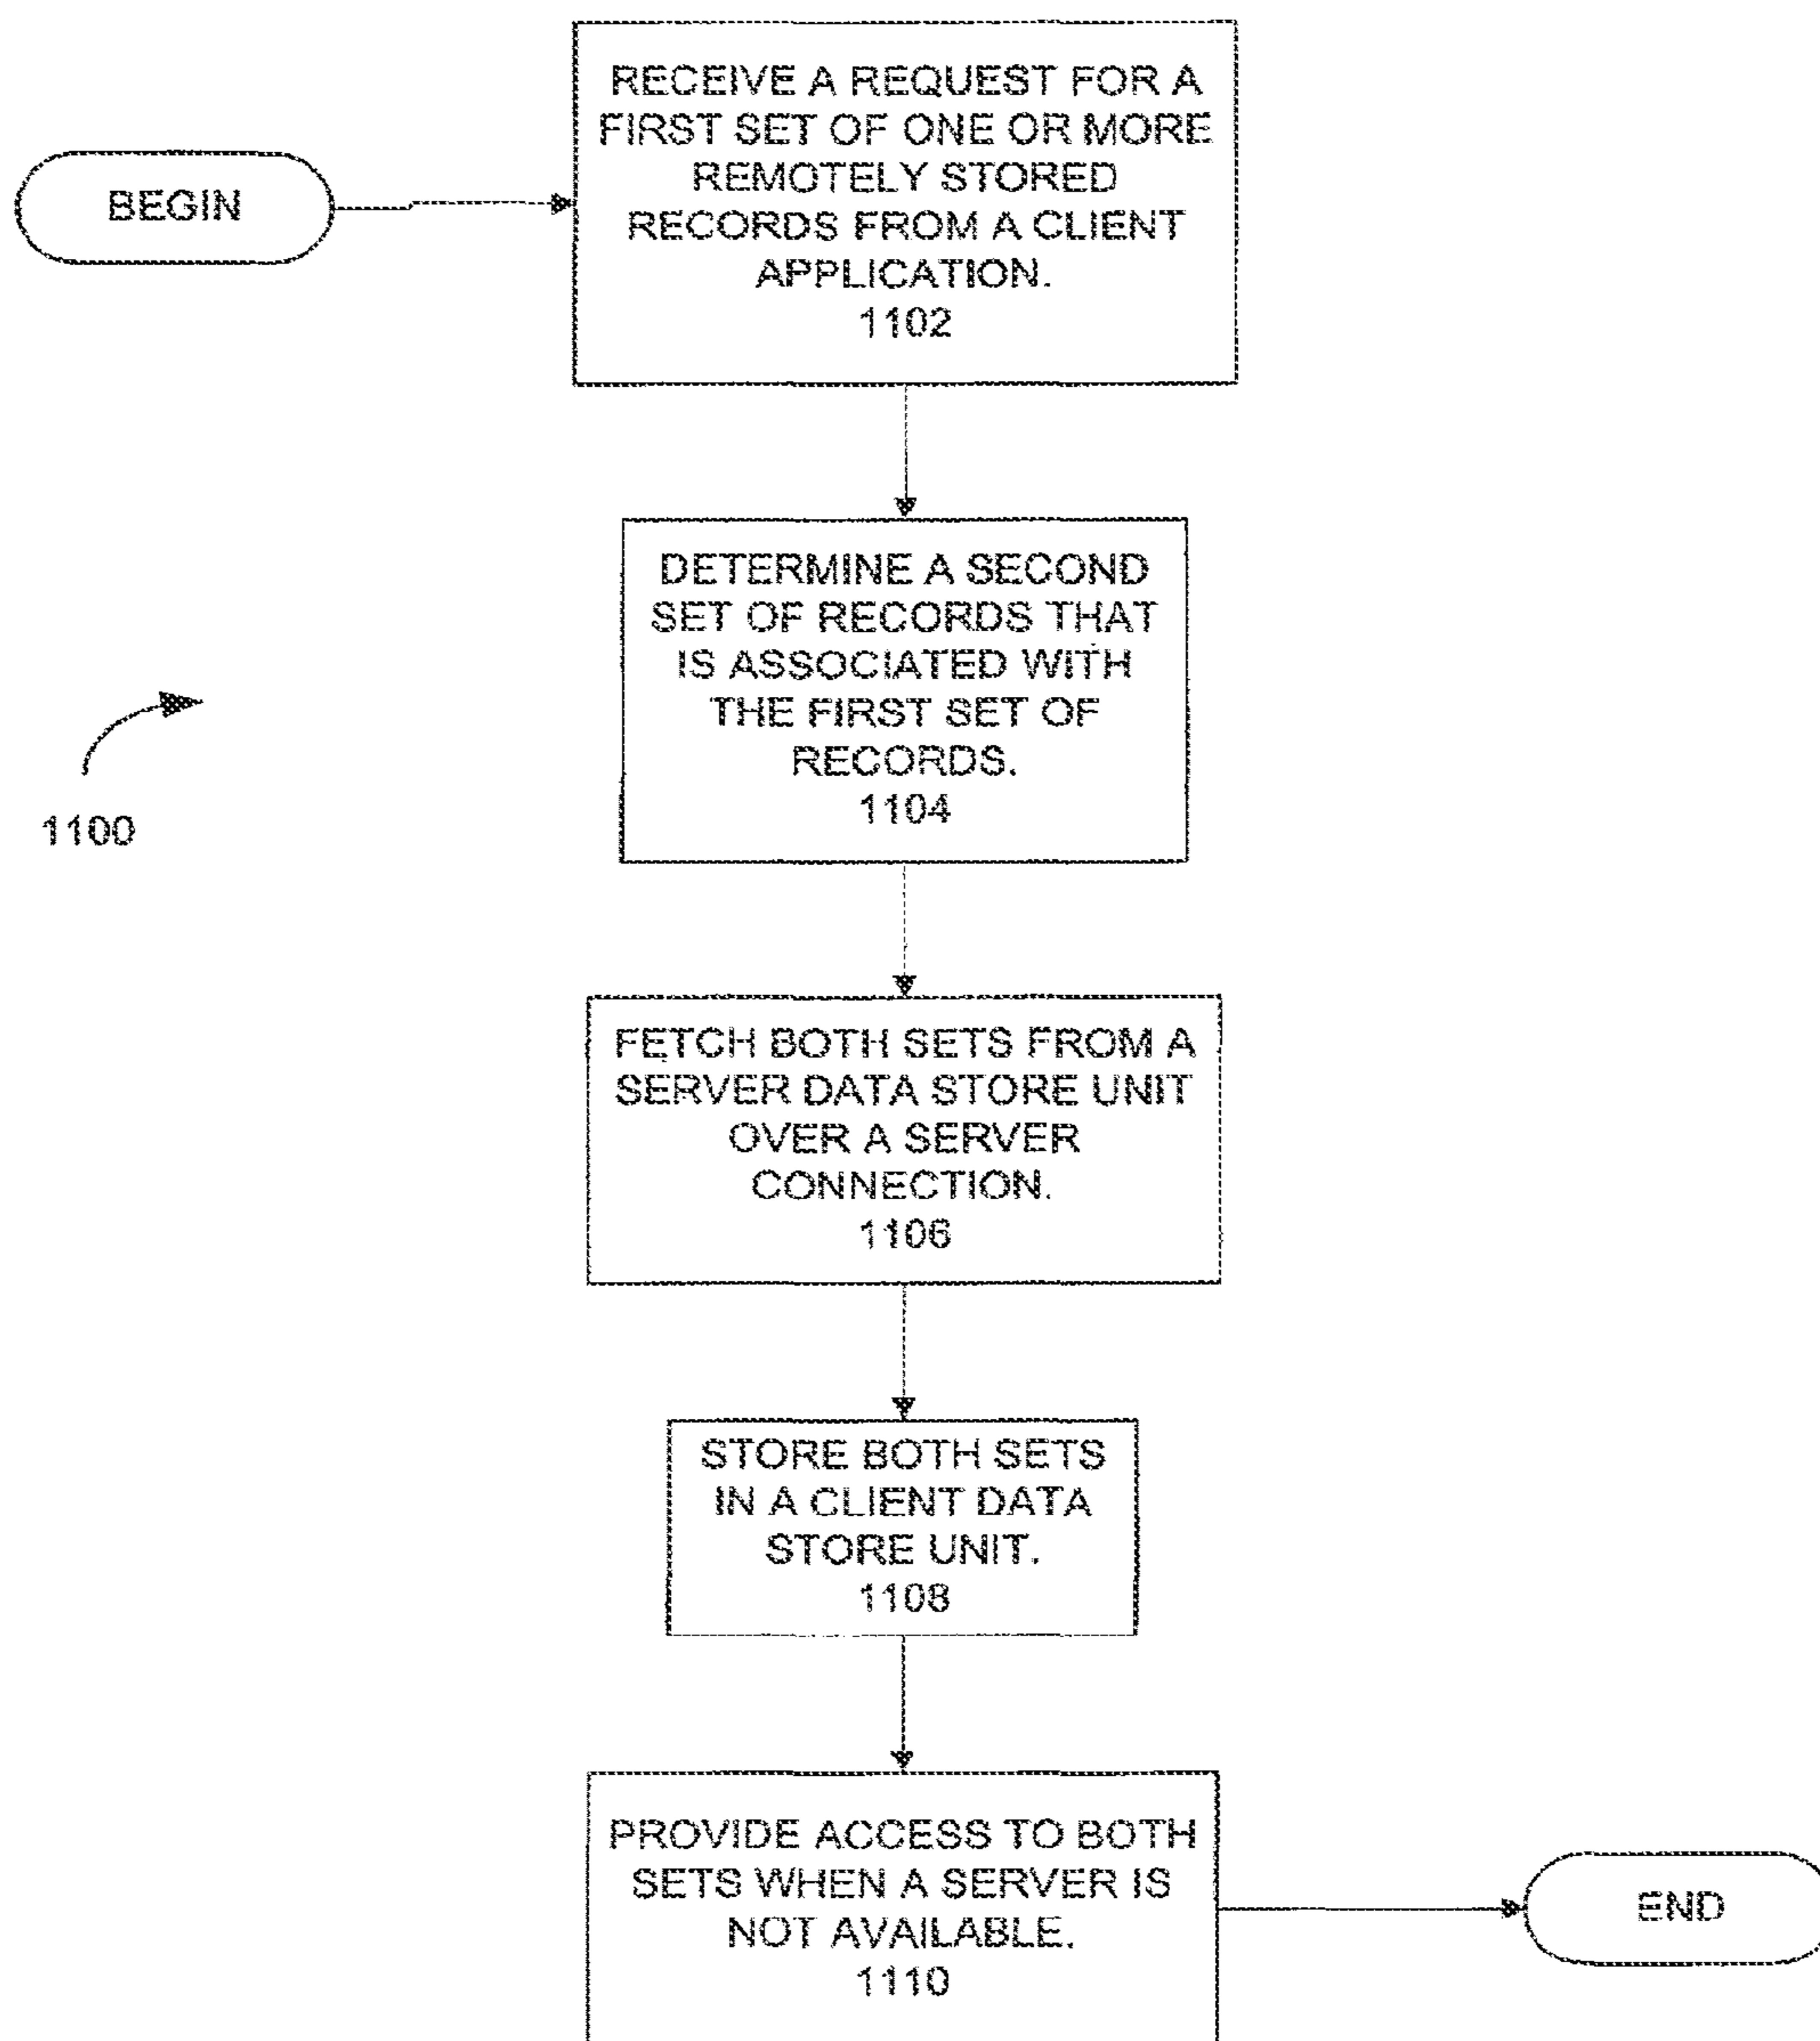 BEGIN
RECEIVE A REQUEST FOR A
FIRST SET OF ONE OR MORE
REMOTELY STORED
RECORDS FROM A CLIENT
APPLICATION.
1102
DETERMINE A SECOND
SET OF RECORDS THAT
IS ASSOCIATED WITH
THE FIRST SET OF
RECORDS.
1104
1100
FETCH BOTH SETS FROM A
SERVER DATA STORE UNIT
OVER A SERVER
CONNECTION.
1106
STORE BOTH SETS
IN A CLIENT DATA
STORE UNIT.
1108
PROVIDE ACCESS TO BOTH
SETS WHEN A SERVER IS
NOT AVAILABLE.
1110
END